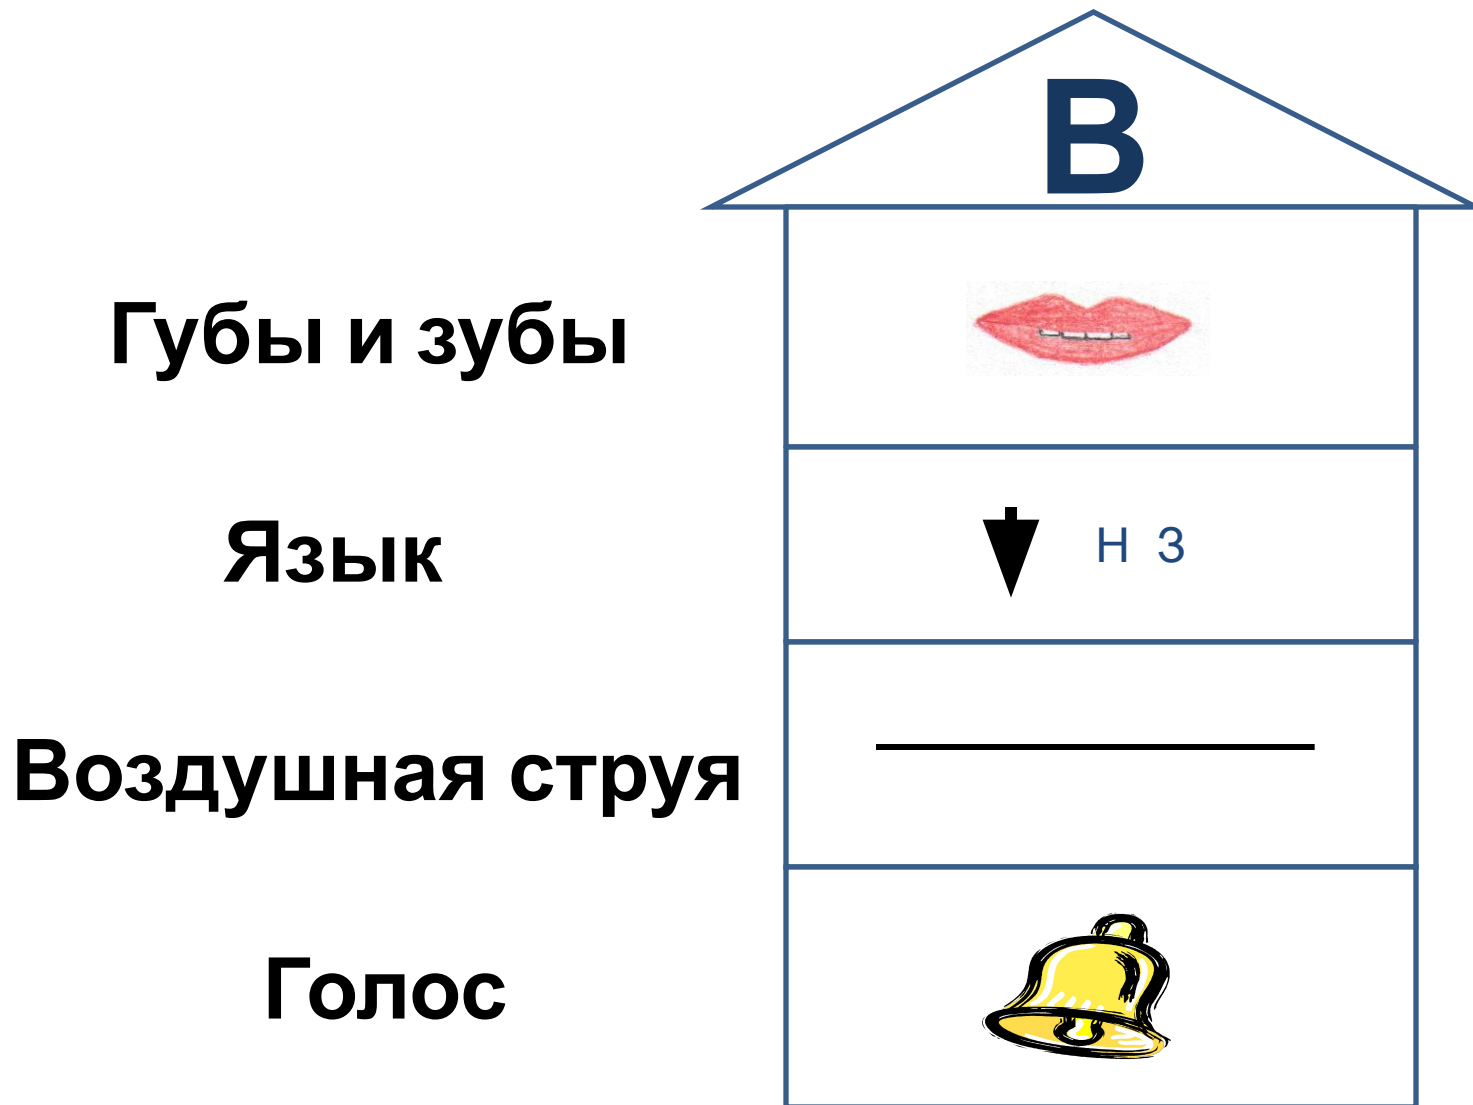 В
Губы и зубы
Язык
Н З
Воздушная струя
Голос